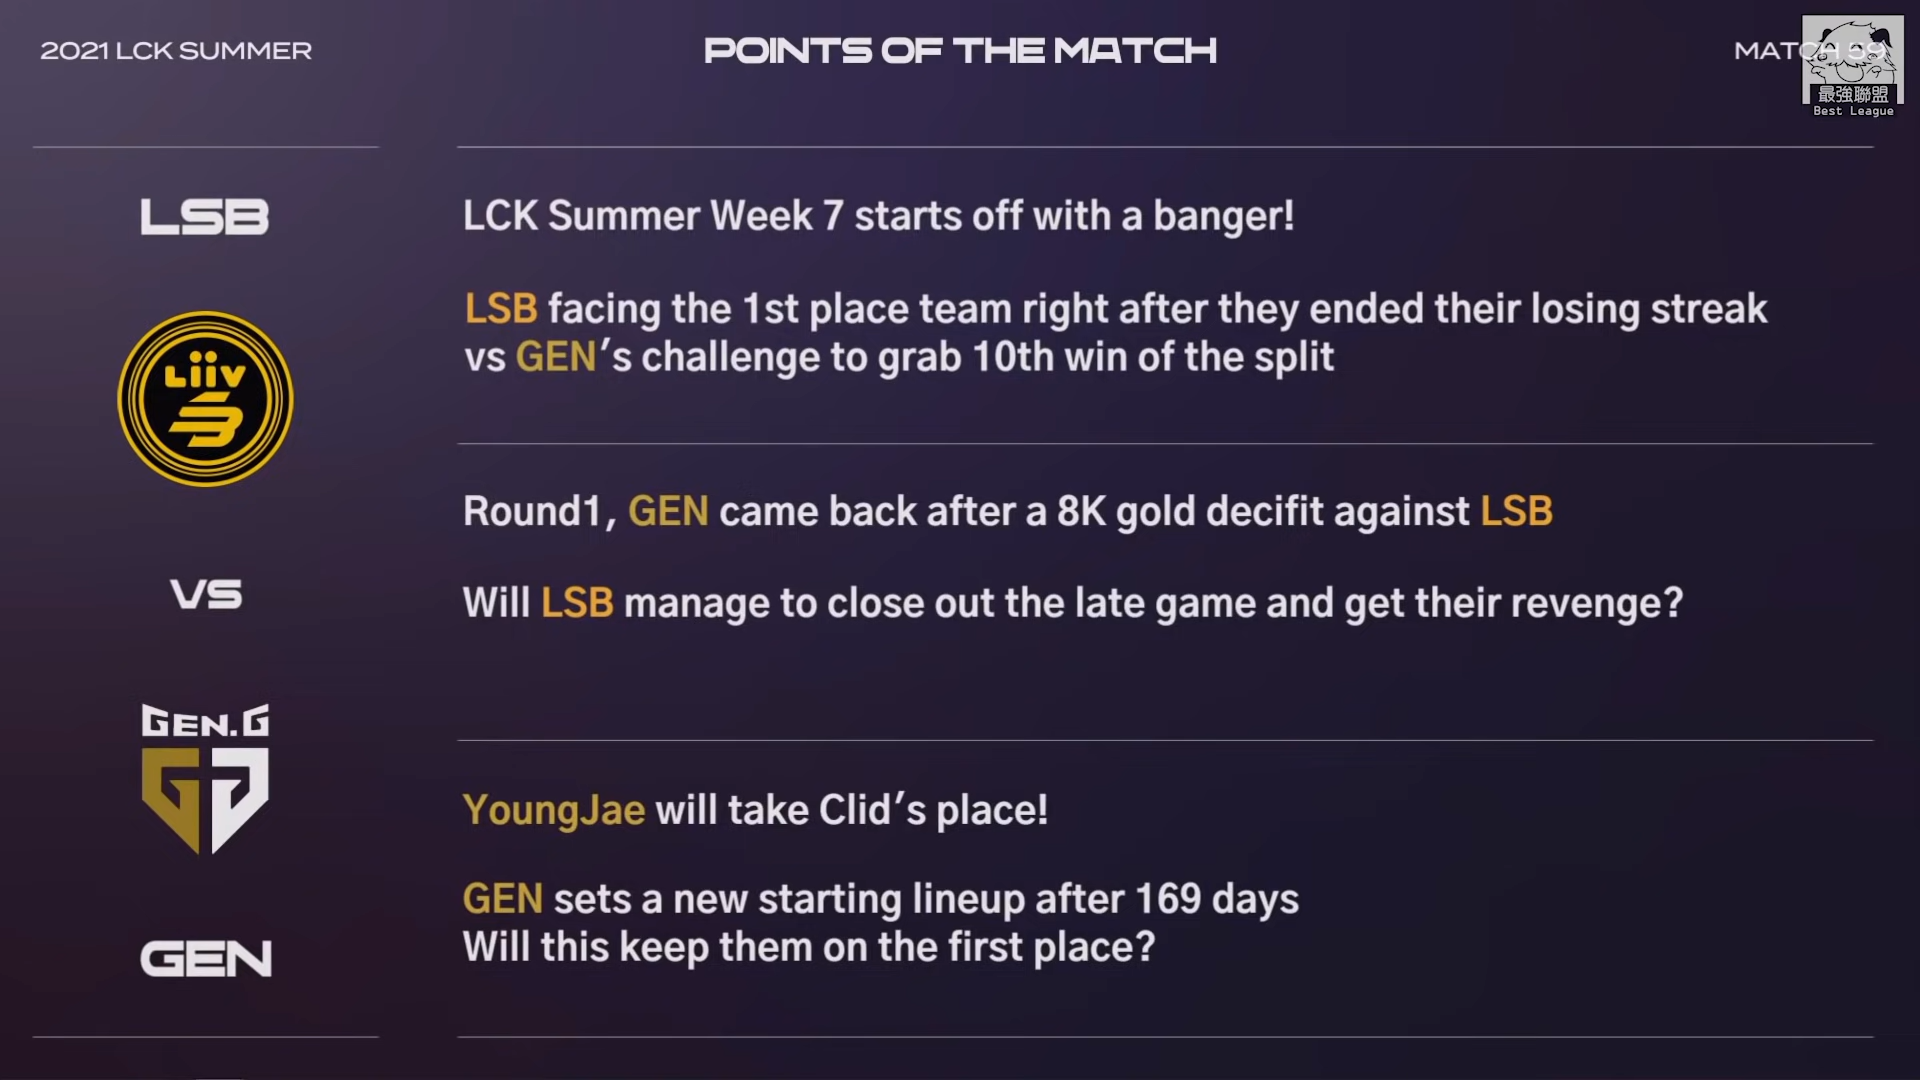 2021 LCK SUMMER
POINTS OF THE MATCH
MATCH 59
最強聯盟
Best League
LSB
Liiv
VS
GEN.G
GEN
LCK Summer Week 7 starts off with a banger!
LSB facing the 1st place team right after they ended their losing streak
vs GEN's challenge to grab 10th win of the split
Round1, GEN came back after a 8K gold decifit against LSB
Will LSB manage to close out the late game and get their revenge?
YoungJae will take Clid's place!
GEN sets a new starting lineup after 169 days
Will this keep them on the first place?